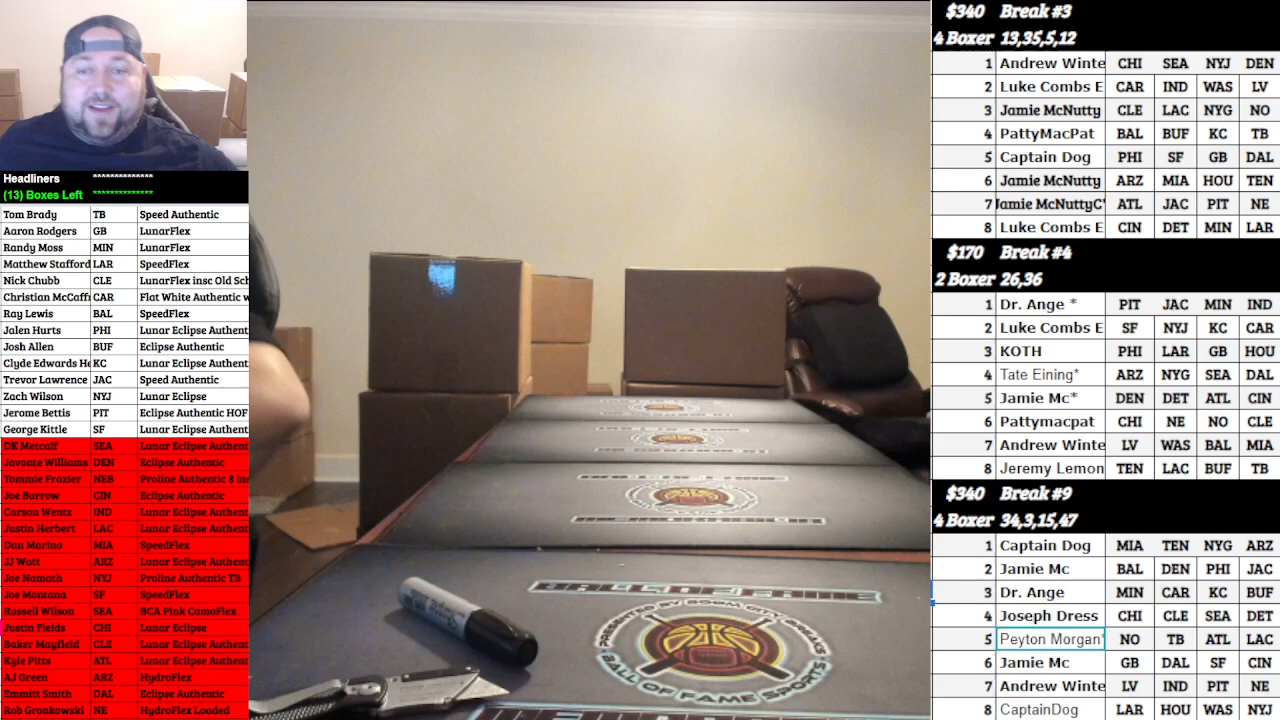 Headliners *************
(13) Boxes Left *************
Tom Brady TB Speed Authentic
Aaron Rodgers GB LunarFlex
Randy Moss MIN LunarFlex
Matthew Stafford LAR SpeedFlex
Nick Chubb CLE LunarFlex insc Old Sch
Christian McCaff CAR Flat White Authentic w
Ray Lewis BAL SpeedFlex
Jalen Hurts PHI Lunar Eclipse Authent
Josh Allen BUF Eclipse Authentic
Clyde Edwards He KC Lunar Eclipse Authent
Trevor Lawrence JAC Speed Authentic
Zach Wilson NYJ Lunar Eclipse
Jerome Bettis PIT Eclipse Authentic HOF
George Kittle SF Lunar Eclipse Authent
DK Metcalf SEA Lunar Eclipse Authent
Javonte Williams DEN Eclipse Authentic
Tommie Frazier NEB Proline Authentic 8 in
Joe Burrow CIN Eclipse Authentic
Carson Wentz IND Lunar Eclipse Authent
Justin Herbert LAC Lunar Eclipse Authent
Dan Marino MIA SpeedFlex
JJ Watt ARZ Lunar Eclipse Authent
Joe Namath NYJ Proline Authentic TB
Joe Montana SF SpeedFlex
Russell Wilson SEA BCA Pink CamoFlex
Justin Fields CHI Lunar Eclipse
Baker Mayfield CLE Lunar Eclipse Authent
Kyle Pitts ATL Lunar Eclipse Authent
AJ Green ARZ HydroFlex
Emmitt Smith DAL Eclipse Authentic
Rob Gronkowski NE HydroFlex Loaded
BALL OF FAME SPORTS
$340 Break #3
4 Boxer 13,35,5,12
1 Andrew Winte CHI SEA NYJ DEN
2 Luke Combs E CAR IND WAS LV
3 Jamie McNutty CLE LAC NYG NO
4 PattyMacPat BAL BUF KC TB
5 Captain Dog PHI SF GB DAL
6 Jamie McNutty ARZ MIA HOU TEN
7 Jamie McNuttyC ATL JAC PIT NE
8 Luke Combs E CIN DET MIN LAR
$170 Break #4
2 Boxer 26,36
1 Dr. Ange * PIT JAC MIN IND
2 Luke Combs E SF NYJ KC CAR
3 KOTH PHI LAR GB HOU
4 Tate Eining* ARZ NYG SEA DAL
5 Jamie Mc* DEN DET ATL CIN
6 Pattymacpat CHI NE NO CLE
7 Andrew Winte LV WAS BAL MIA
8 Jeremy Lemon TEN LAC BUF TB
$340 Break #9
4 Boxer 34,3,15,47
1 Captain Dog MIA TEN NYG ARZ
2 Jamie Mc BAL DEN PHI JAC
3 Dr. Ange MIN CAR KC BUF
4 Joseph Dress CHI CLE SEA DET
5 Peyton Morgan* NO TB ATL LAC
6 Jamie Mc GB DAL SF CIN
7 Andrew Winte LV IND PIT NE
8 CaptainDog LAR HOU WAS NYJ